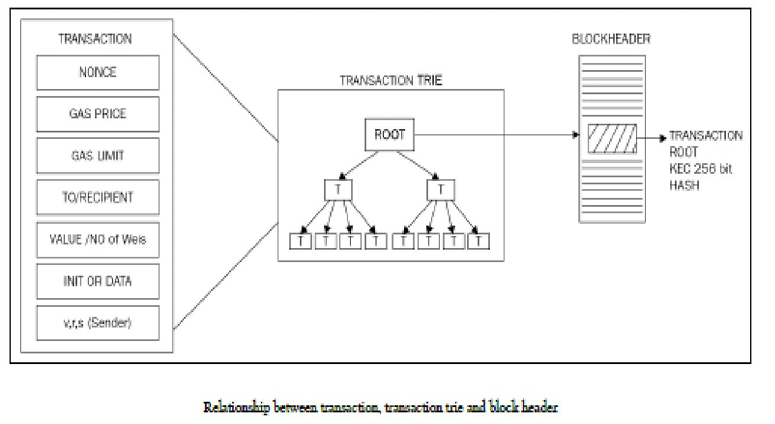 TRANSACTION
NONCE
GAS PRICE
GAS LIMIT
TO/RECIPIENT
VALUE /NO of Weis
INIT OR DATA
v,r,s (Sender)
TRANSACTION TRIE
ROOT
T T
T T T T T T T T
BLOCKHEADER
TRANSACTION
ROOT
KEC 256 bit
HASH
Relationship between transaction, transaction trie and block header